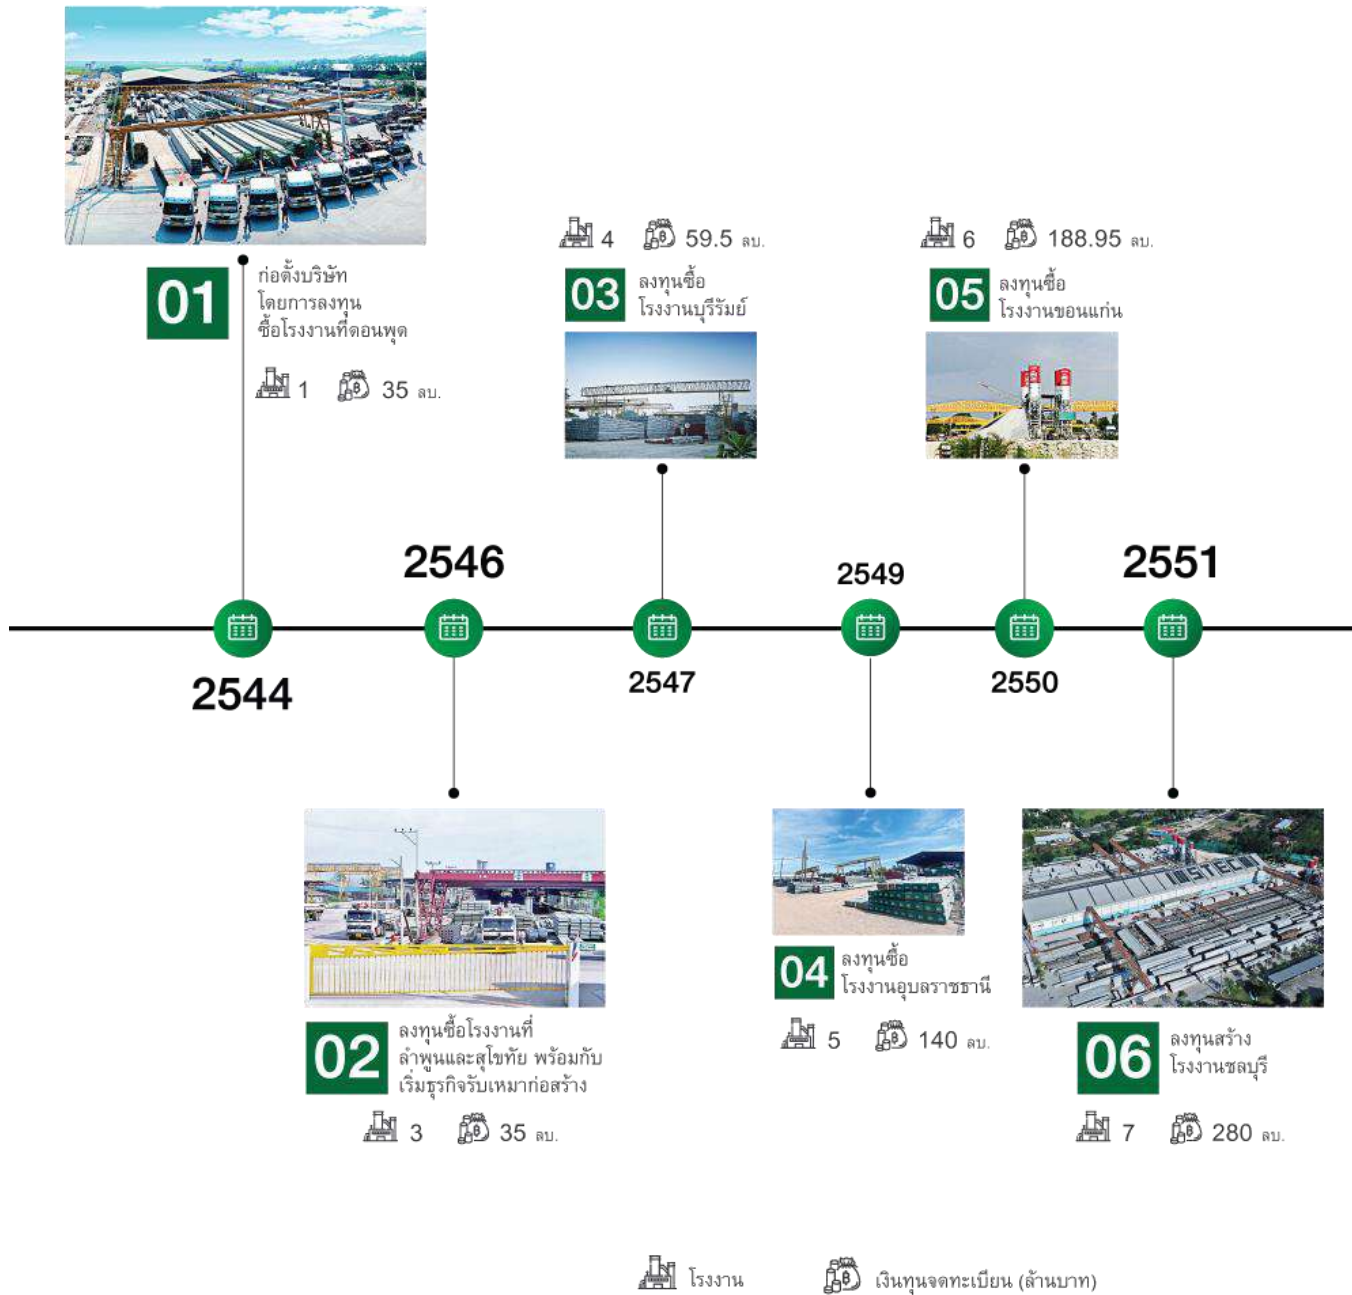 01
ก่อตั้งบริษัท
โดยการลงทุน
ซื้อโรงงานที่ดอนพุด
1 35 ลบ.
4 59.5 ลบ.
03
ลงทุนซื้อ
โรงงานบุรีรัมย์
6 188.95 ลบ.
05
ลงทุนซื้อ
โรงงานขอนแก่น
2544
2546
2547
2549
2550
2551
02
ลงทุนซื้อโรงงานที่
ลำพูนและสุโขทัย พร้อมกับ
เริ่มธุรกิจรับเหมาก่อสร้าง
3 35 ลบ.
04
ลงทุนซื้อ
โรงงานอุบลราชธานี
5 140 ลบ.
06
ลงทุนสร้าง
โรงงานชลบุรี
7 280 ลบ.
โรงงาน
เงินทุนจดทะเบียน (ล้านบาท)